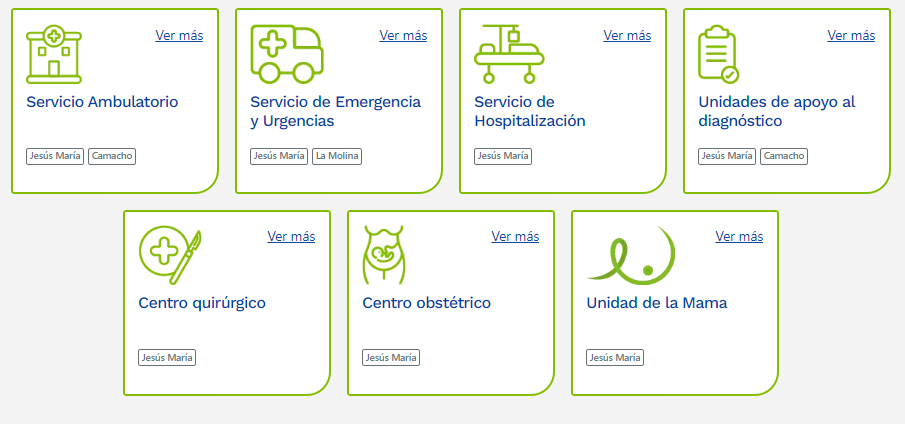 Ver más
Servicio Ambulatorio
Jesús María Camacho
Ver más
Servicio de Emergencia
y Urgencias
Jesús María La Molina
Ver más
Servicio de
Hospitalización
Jesús María
Ver más
Unidades de apoyo al
diagnóstico
Jesús María Camacho
Ver más
Centro quirúrgico
Jesús María
Ver más
Centro obstétrico
Jesús María
Ver más
Unidad de la Mama
Jesús María